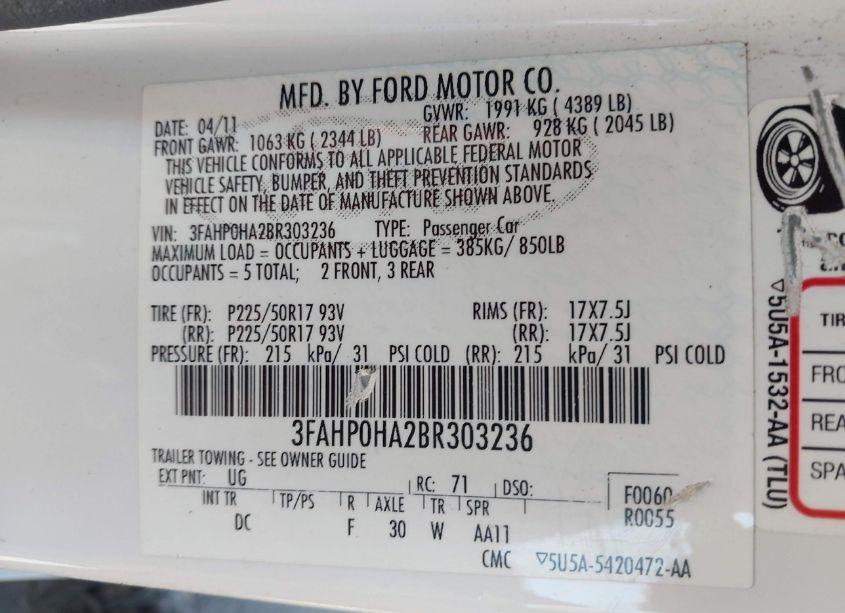 MFD. BY FORD MOTOR CO.
DATE: 04/11 GVWR: 1991 KG ( 4389 LB)
FRONT GAWR: 1063 KG ( 2344 LB) REAR GAWR: 928 KG ( 2045 LB)
THIS VEHICLE CONFORMS TO ALL APPLICABLE FEDERAL MOTOR
VEHICLE SAFETY, BUMPER, AND THEFT PREVENTION STANDARDS
IN EFFECT ON THE DATE OF MANUFACTURE SHOWN ABOVE.
VIN: 3FAHP0HA2BR303236 TYPE: Passenger Car
MAXIMUM LOAD = OCCUPANTS + LUGGAGE = 385KG/ 850LB
OCCUPANTS = 5 TOTAL; 2 FRONT, 3 REAR
TIRE (FR): P225/50R17 93V RIMS (FR): 17X7.5J
(RR): P225/50R17 93V (RR): 17X7.5J
PRESSURE (FR): 215 kPa/ 31 PSI COLD (RR): 215 kPa/ 31 PSI COLD
3FAHP0HA2BR303236
TRAILER TOWING - SEE OWNER GUIDE
EXT PNT: UG RC: 71 DSO: F0060
INT TR TP/PS R AXLE TR SPR R0055
DC F 30 W AA11
CMC ▽5U5A-5420472-AA
▽5U5A-1532-AA (TLU)
TIR
FRO
REA
SPA